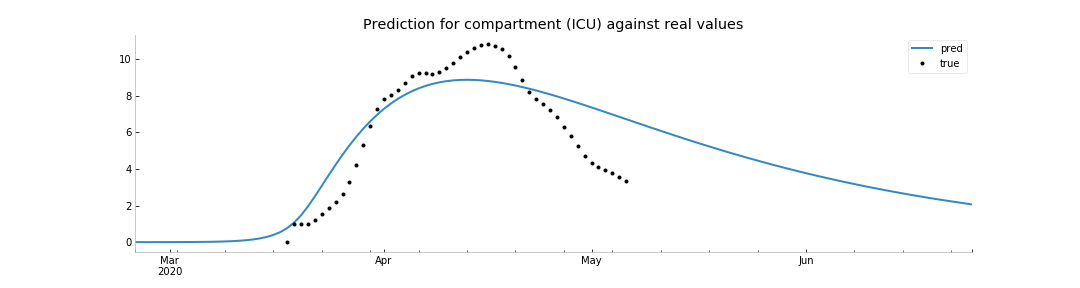 Prediction for compartment (ICU) against real values
pred
true
10
8
6
4
2
0
Mar
2020
Apr
May
Jun